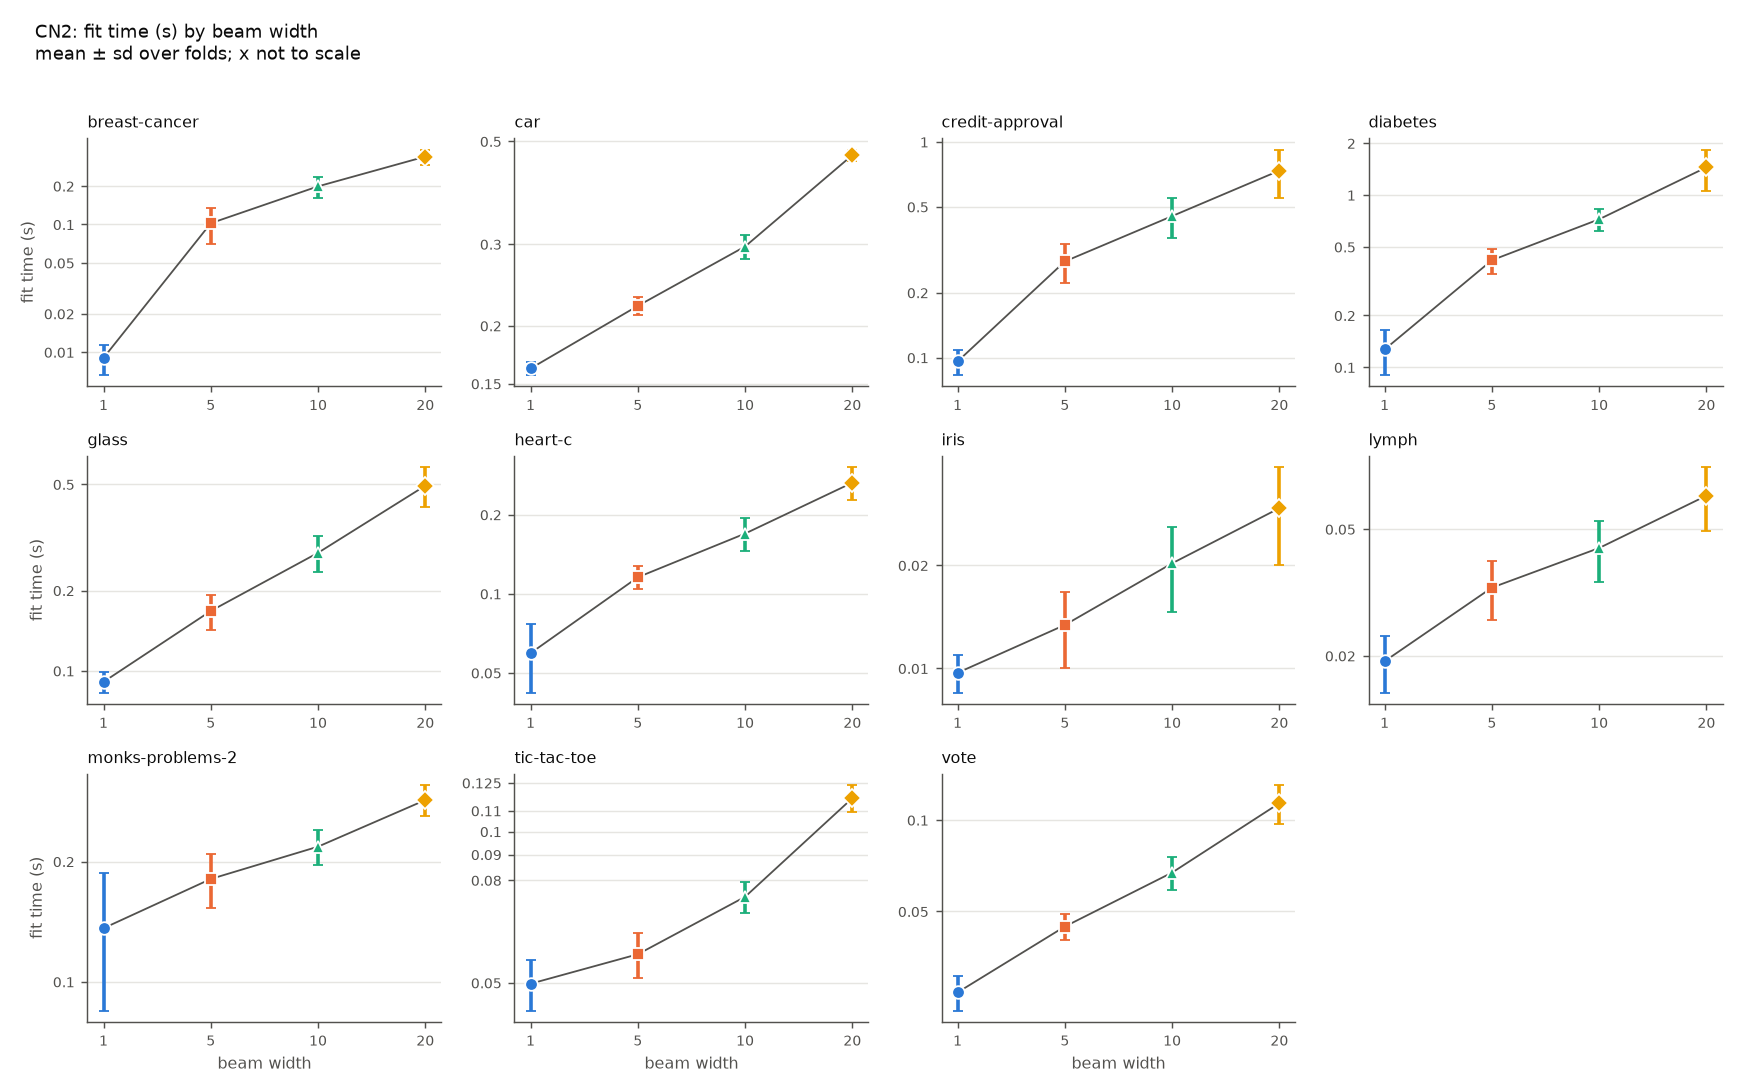 CN2: fit time (s) by beam width
mean ± sd over folds; x not to scale
breast-cancer
fit time (s)
0.2
0.1
0.05
0.02
0.01
1 5 10 20
car
0.5
0.3
0.2
0.15
1 5 10 20
credit-approval
1
0.5
0.2
0.1
1 5 10 20
diabetes
2
1
0.5
0.2
0.1
1 5 10 20
glass
fit time (s)
0.5
0.2
0.1
1 5 10 20
heart-c
0.2
0.1
0.05
1 5 10 20
iris
0.02
0.01
1 5 10 20
lymph
0.05
0.02
1 5 10 20
monks-problems-2
fit time (s)
0.2
0.1
1 5 10 20
beam width
tic-tac-toe
0.125
0.11
0.1
0.09
0.08
0.05
1 5 10 20
beam width
vote
0.1
0.05
1 5 10 20
beam width